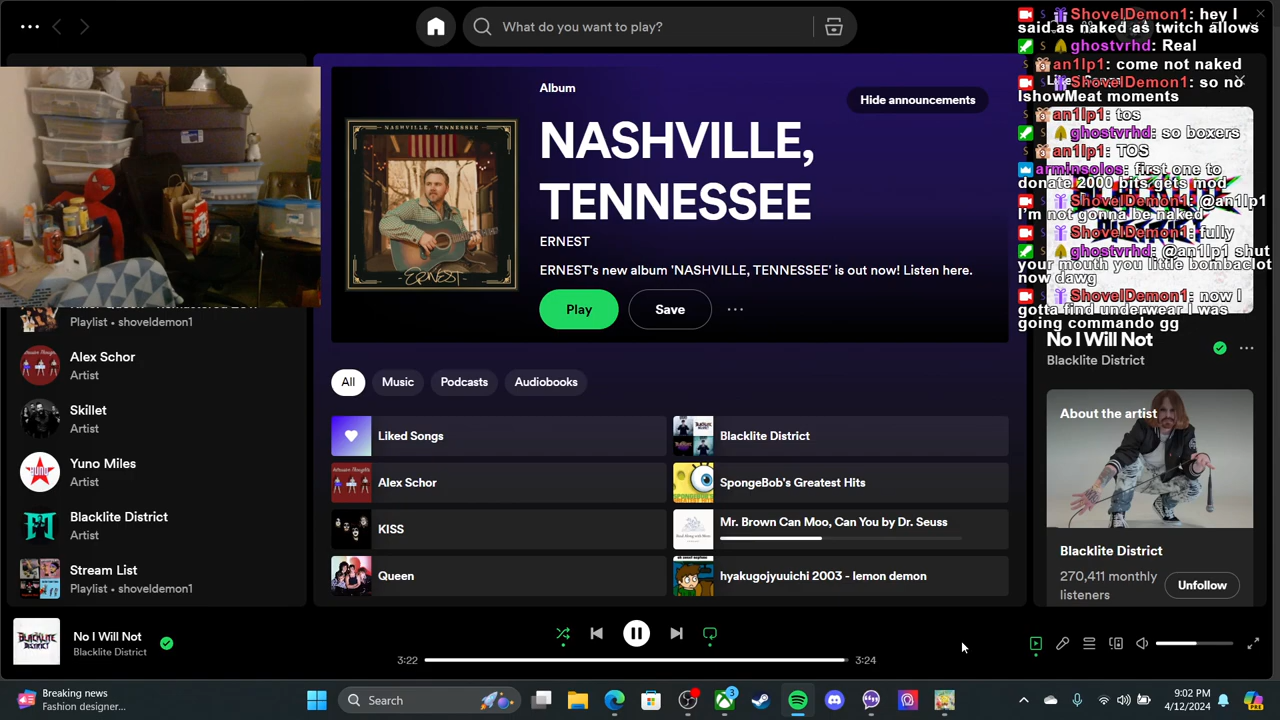 What do you want to play?
Album
Hide announcements
NASHVILLE, TENNESSEE
NASHVILLE,
TENNESSEE
ERNEST
ERNEST
ERNEST's new album 'NASHVILLE, TENNESSEE' is out now! Listen here.
Play
Save
Playlist • shoveldemon1
Alex Schor
Artist
Skillet
Artist
Yuno Miles
Artist
Blacklite District
Artist
Stream List
Playlist • shoveldemon1
All
Music
Podcasts
Audiobooks
Liked Songs
Blacklite District
Alex Schor
SpongeBob's Greatest Hits
KISS
Mr. Brown Can Moo, Can You by Dr. Seuss
Queen
hyakugojyuuichi 2003 - lemon demon
ShovelDemon1: hey I
said as naked as twitch allows
ghostvrhd: Real
an1lp1: come not naked
ShovelDemon1: so no
IshowMeat moments
an1lp1: tos
ghostvrhd: so boxers
an1lp1: TOS
arminsolos: first one to
donate 2000 bits gets mod
ShovelDemon1: @an1lp1
I'm not gonna be naked
ShovelDemon1: fully
ghostvrhd: @an1lp1 shut
your mouth you little bombaclot
now dawg
ShovelDemon1: now I
gotta find underwear I was
going commando gg
No I Will Not
Blacklite District
About the artist
Blacklite District
270,411 monthly
listeners
Unfollow
BLACKLITE
DISTRICT
No I Will Not
Blacklite District
3:22
3:24
Breaking news
Fashion designer...
Search
3
9:02 PM
4/12/2024
PRE